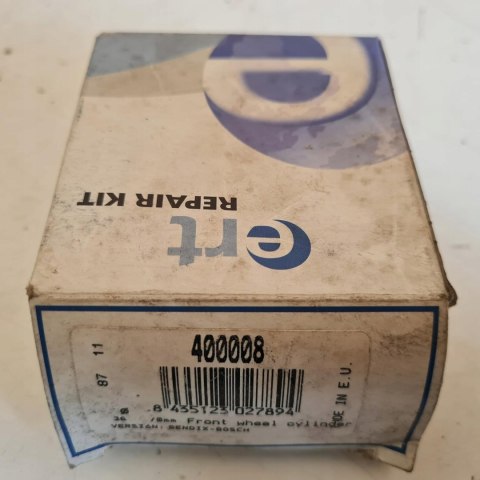 e
REPAIR KIT
ert
400008
87 11
8 435123 027894
MADE IN E.U.
Front wheel cylinder
VERSION: BENDIX-BOSCH